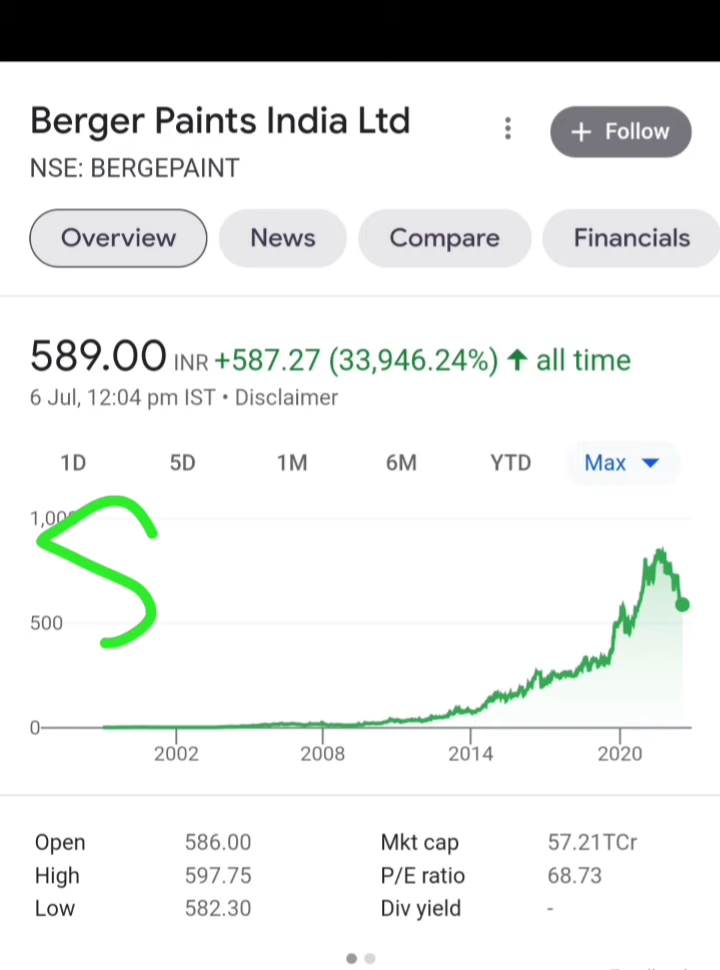 Berger Paints India Ltd
+ Follow
NSE: BERGEPAINT
Overview News Compare Financials
589.00 INR +587.27 (33,946.24%) ↑ all time
6 Jul, 12:04 pm IST • Disclaimer
1D 5D 1M 6M YTD Max
500
0
2002 2008 2014 2020
Open 586.00 Mkt cap 57.21TCr
High 597.75 P/E ratio 68.73
Low 582.30 Div yield -